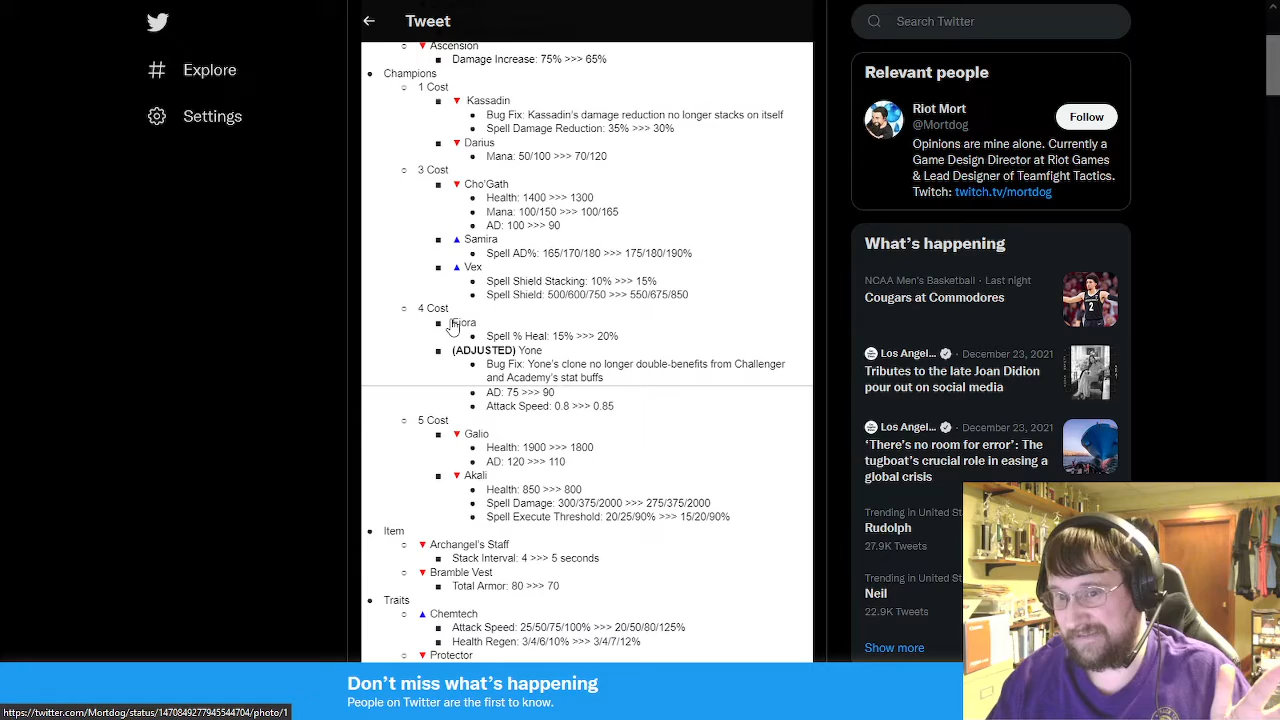 Explore
Settings
Tweet
Ascension
Damage Increase: 75% >>> 65%
Champions
1 Cost
Kassadin
Bug Fix: Kassadin's damage reduction no longer stacks on itself
Spell Damage Reduction: 35% >>> 30%
Darius
Mana: 50/100 >>> 70/120
3 Cost
Cho'Gath
Health: 1400 >>> 1300
Mana: 100/150 >>> 100/165
AD: 100 >>> 90
Samira
Spell AD%: 165/170/180 >>> 175/180/190%
Vex
Spell Shield Stacking: 10% >>> 15%
Spell Shield: 500/600/750 >>> 550/675/850
4 Cost
Fiora
Spell % Heal: 15% >>> 20%
(ADJUSTED) Yone
Bug Fix: Yone's clone no longer double-benefits from Challenger
and Academy's stat buffs
AD: 75 >>> 90
Attack Speed: 0.8 >>> 0.85
5 Cost
Galio
Health: 1900 >>> 1800
AD: 120 >>> 110
Akali
Health: 850 >>> 800
Spell Damage: 300/375/2000 >>> 275/375/2000
Spell Execute Threshold: 20/25/90% >>> 15/20/90%
Item
Archangel's Staff
Stack Interval: 4 >>> 5 seconds
Bramble Vest
Total Armor: 80 >>> 70
Traits
Chemtech
Attack Speed: 25/50/75/100% >>> 20/50/80/125%
Health Regen: 3/4/6/10% >>> 3/4/7/12%
Protector
Search Twitter
Relevant people
Riot Mort
@Mortdog
Follow
Opinions are mine alone. Currently a
Game Design Director at Riot Games
& Lead Designer of Teamfight Tactics.
Twitch: twitch.tv/mortdog
What's happening
NCAA Men's Basketball · Last night
Cougars at Commodores
Los Angel... · December 23, 2021
Tributes to the late Joan Didion
pour out on social media
Los Angel... · December 23, 2021
'There's no room for error': The
tugboat's crucial role in easing a
global crisis
Trending in United St
Rudolph
27.9K Tweets
Trending in United St
Neil
22.9K Tweets
Show more
Don't miss what's happening
People on Twitter are the first to know.
https://twitter.com/Mortdog/status/1470849277945544704/photo/1